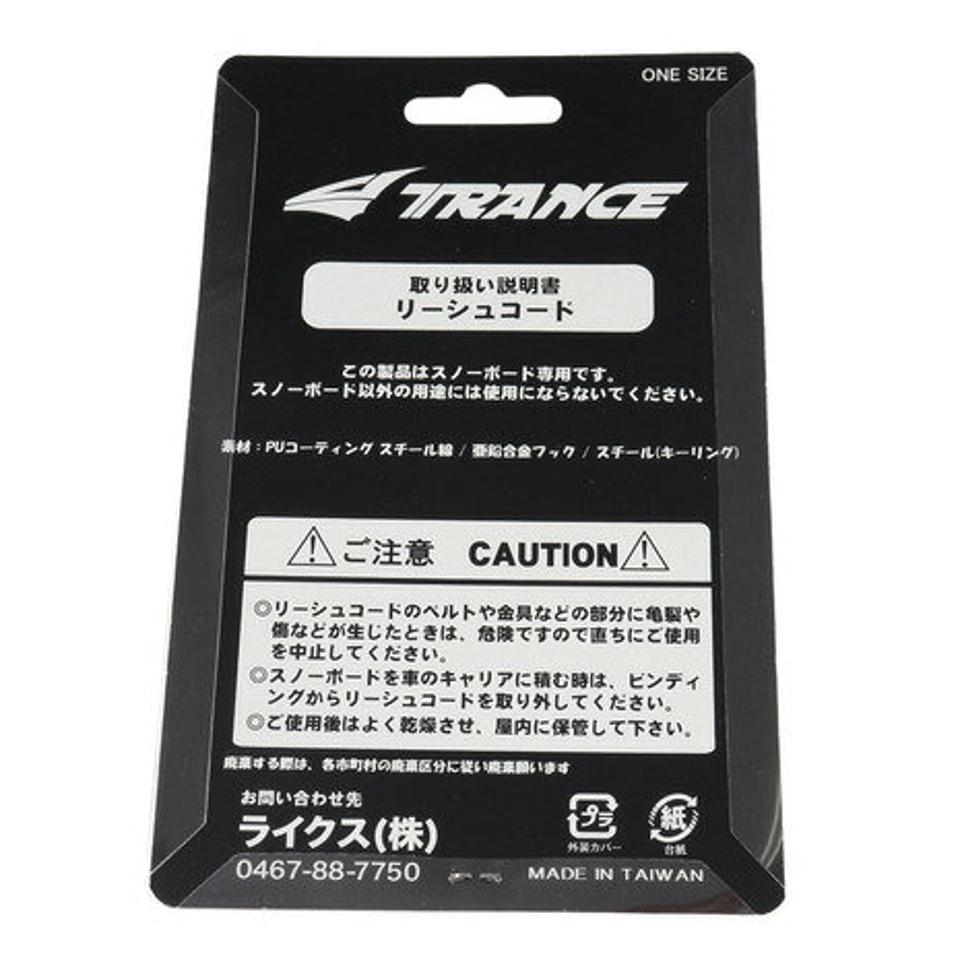 ONE SIZE
TRANCE
取り扱い説明書
リーシュコード
この製品はスノーボード専用です。
スノーボード以外の用途には使用にならないでください。
素材：PUコーティング スチール線 / 亜鉛合金フック / スチール(キーリング)
ご注意 CAUTION
◎リーシュコードのベルトや金具などの部分に亀裂や
傷などが生じたときは、危険ですので直ちにご使用
を中止してください。
◎スノーボードを車のキャリアに積む時は、ビンディ
ングからリーシュコードを取り外してください。
◎ご使用後はよく乾燥させ、屋内に保管して下さい。
廃棄する際は、各市町村の廃棄区分に従い廃棄願います
お問い合わせ先
ライクス(株)
0467-88-7750
プラ
外装カバー
紙
台紙
MADE IN TAIWAN